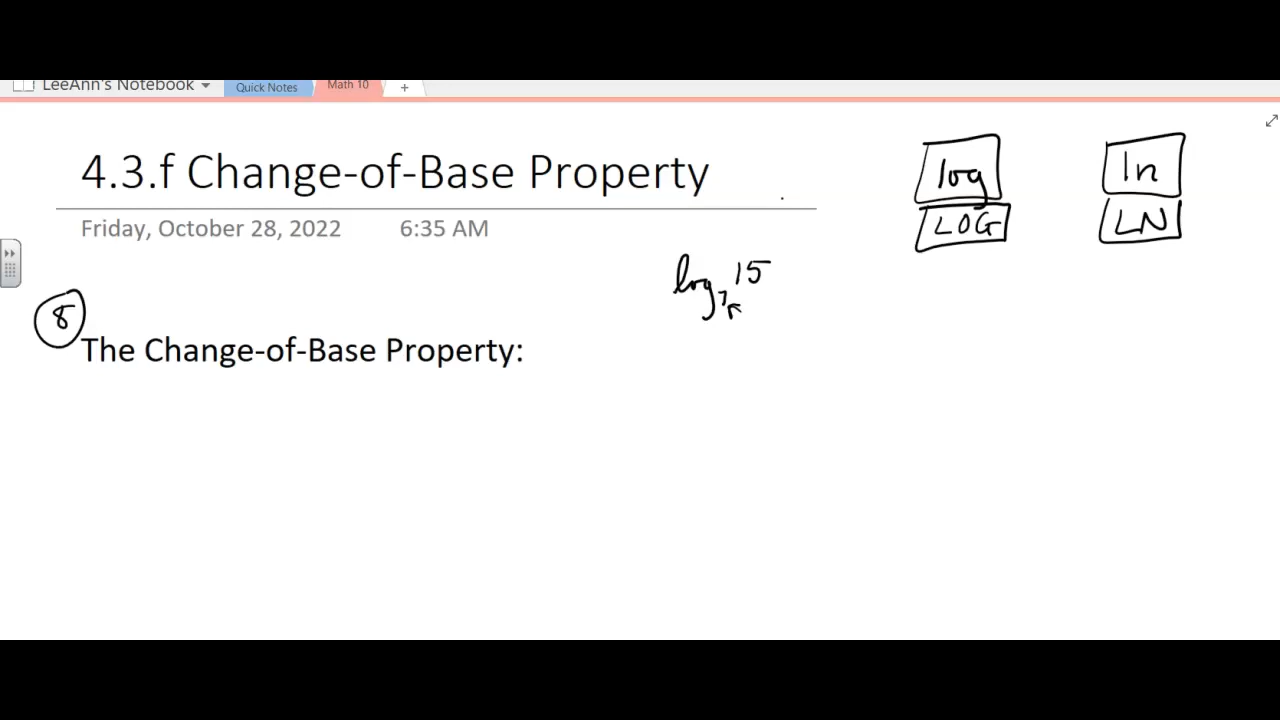 LeeAnn's Notebook Quick Notes Math 10 +
4.3.f Change-of-Base Property
Friday, October 28, 2022 6:35 AM
log ln
LOG LN
log₇ 15
8
The Change-of-Base Property: